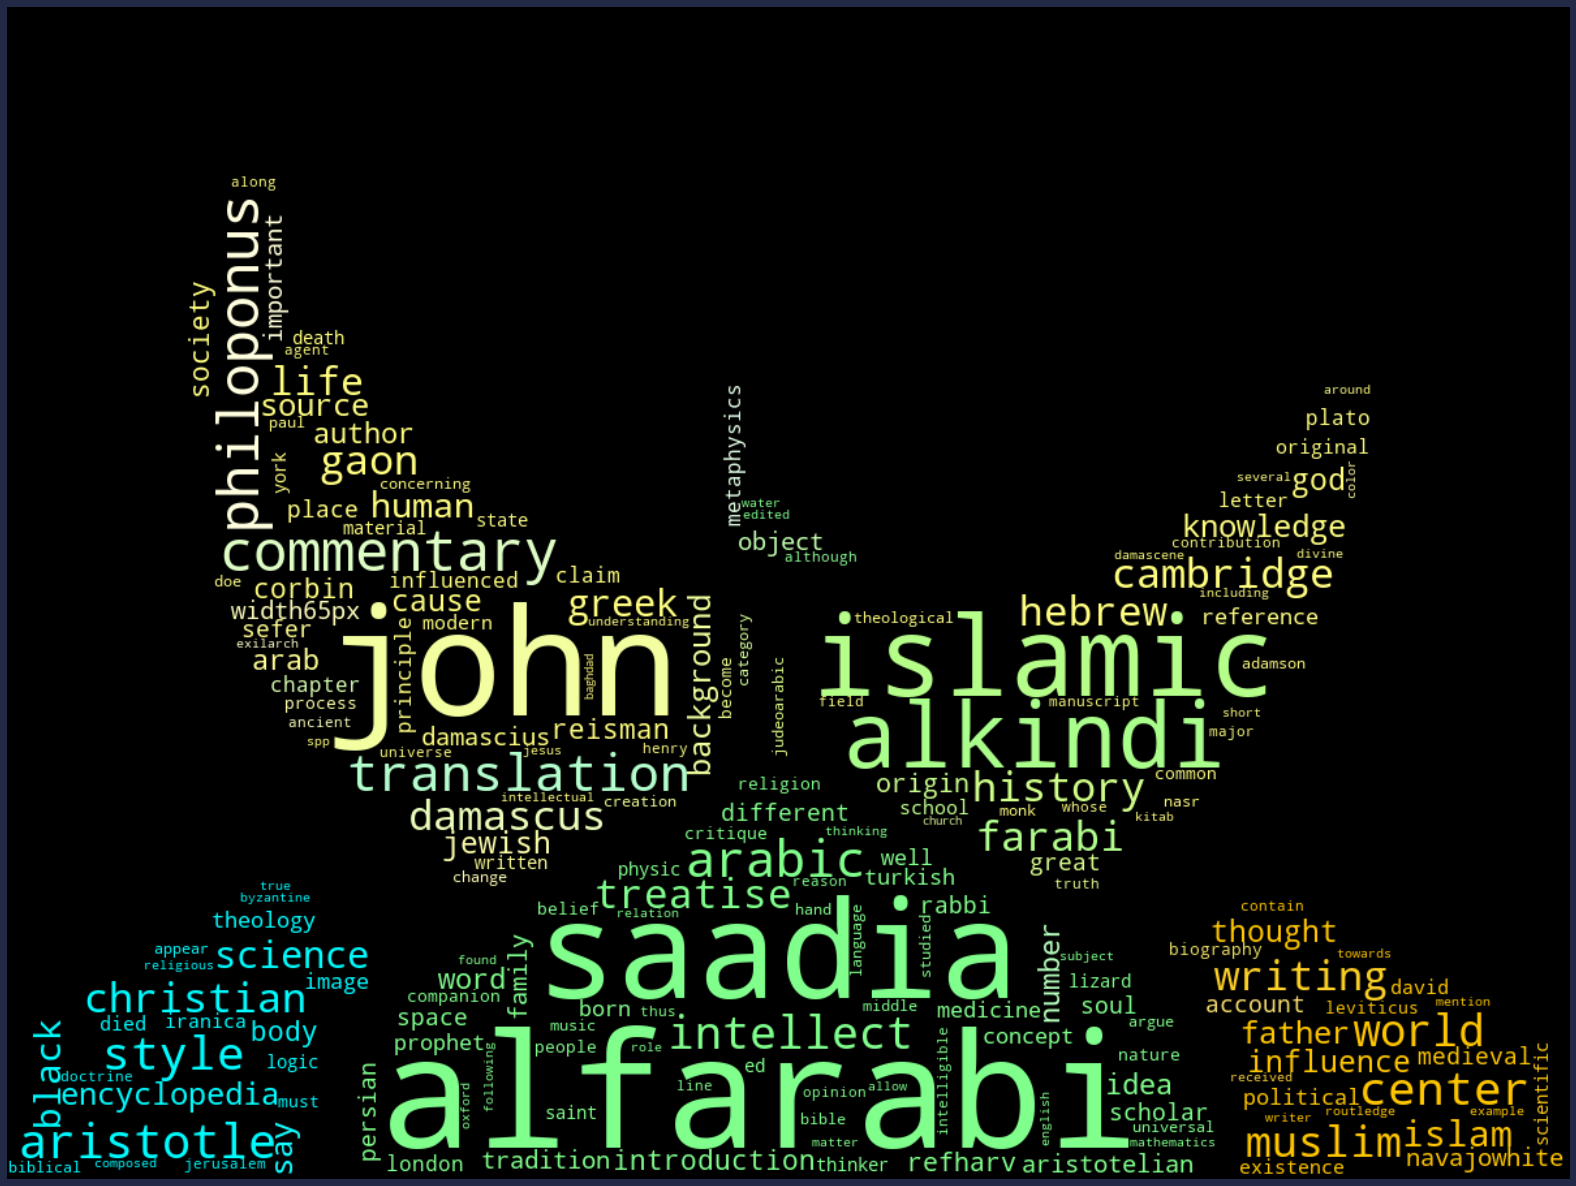 along
philoponus
important
society
death
agent
life
source
paul
author
gaon
york
concerning
place
human
material
state
commentary
metaphysics
water
edited
object
although
around
plato
original
several
god
color
letter
knowledge
contribution
damascene
divine
cambridge
including
doe
corbin
influenced
claim
width65px
cause
greek
sefer
modern
understanding
exilarch
john
arab
principle
baghdad
background
category
become
judeoarabic
chapter
process
ancient
spp
damascius
reisman
universe
jesus
henry
translation
intellectual
creation
damascus
jewish
written
change
theological
hebrew
reference
islamic
adamson
field
manuscript
short
major
alkindi
origin
history
common
school
monk
whose
nasr
kitab
church
farabi
great
truth
religion
different
critique
thinking
arabic
physic
well
turkish
reason
treatise
belief
relation
hand
language
studied
rabbi
saadia
found
word
family
companion
space
born
thus
middle
medicine
number
subject
lizard
soul
argue
prophet
music
people
role
intellect
concept
nature
following
line
ed
opinion
allow
intelligible
idea
alfarabi
persian
oxford
saint
bible
matter
english
scholar
universal
mathematics
london
tradition
introduction
thinker
refharv
aristotelian
true
byzantine
theology
appear
religious
science
image
christian
died
iranica
body
black
style
logic
doctrine
encyclopedia
must
aristotle
say
biblical
composed
jerusalem
contain
thought
biography
towards
writing
david
account
leviticus
mention
father
world
influence
medieval
scientific
received
political
center
writer
routledge
example
muslim
islam
existence
navajowhite